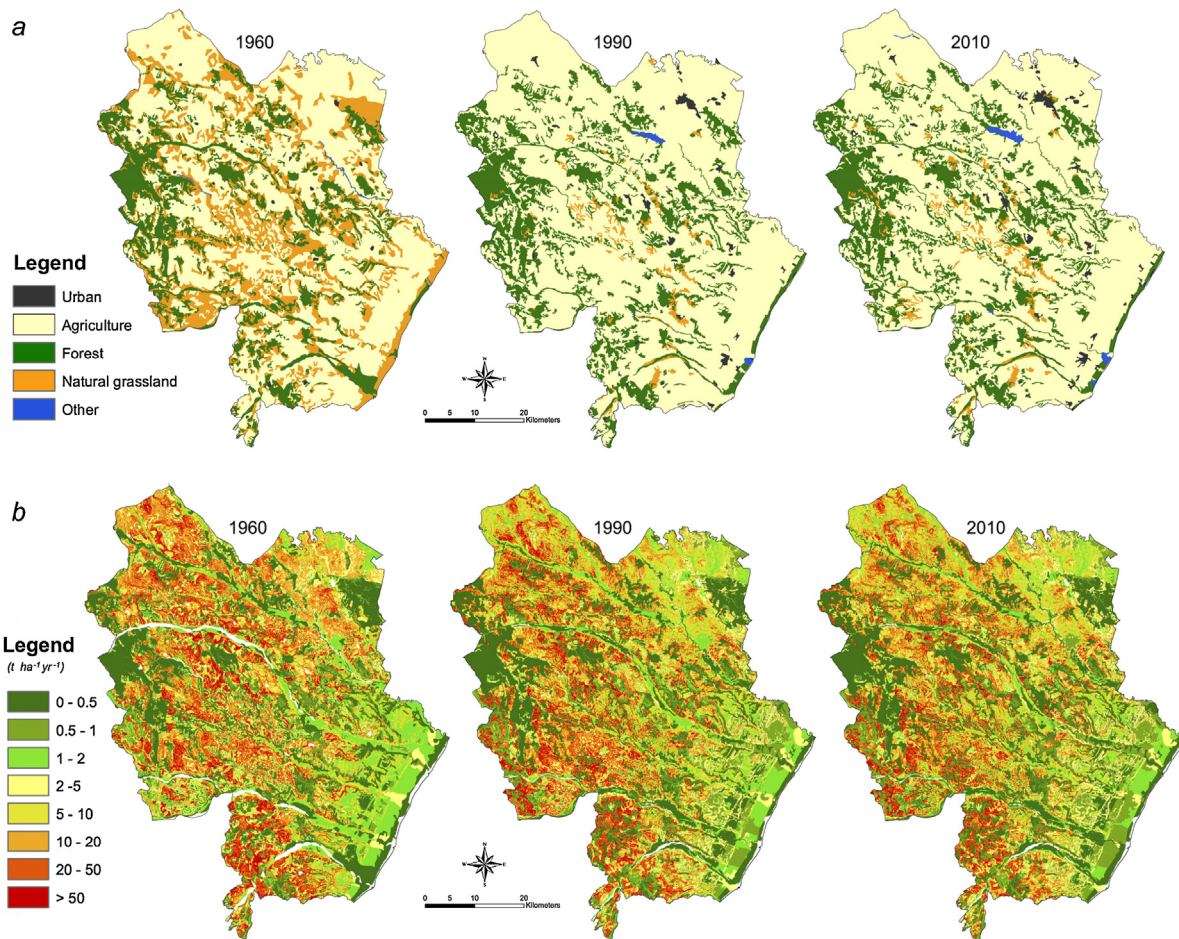 a
1960
1990
2010
Legend
Urban
Agriculture
Forest
Natural grassland
Other
N
W E
S
0 5 10 20
Kilometers
b
1960
1990
2010
Legend
(t ha-1 yr-1)
0 - 0.5
0.5 - 1
1 - 2
2 -5
5 - 10
10 - 20
20 - 50
> 50
N
W E
S
0 5 10 20
Kilometers